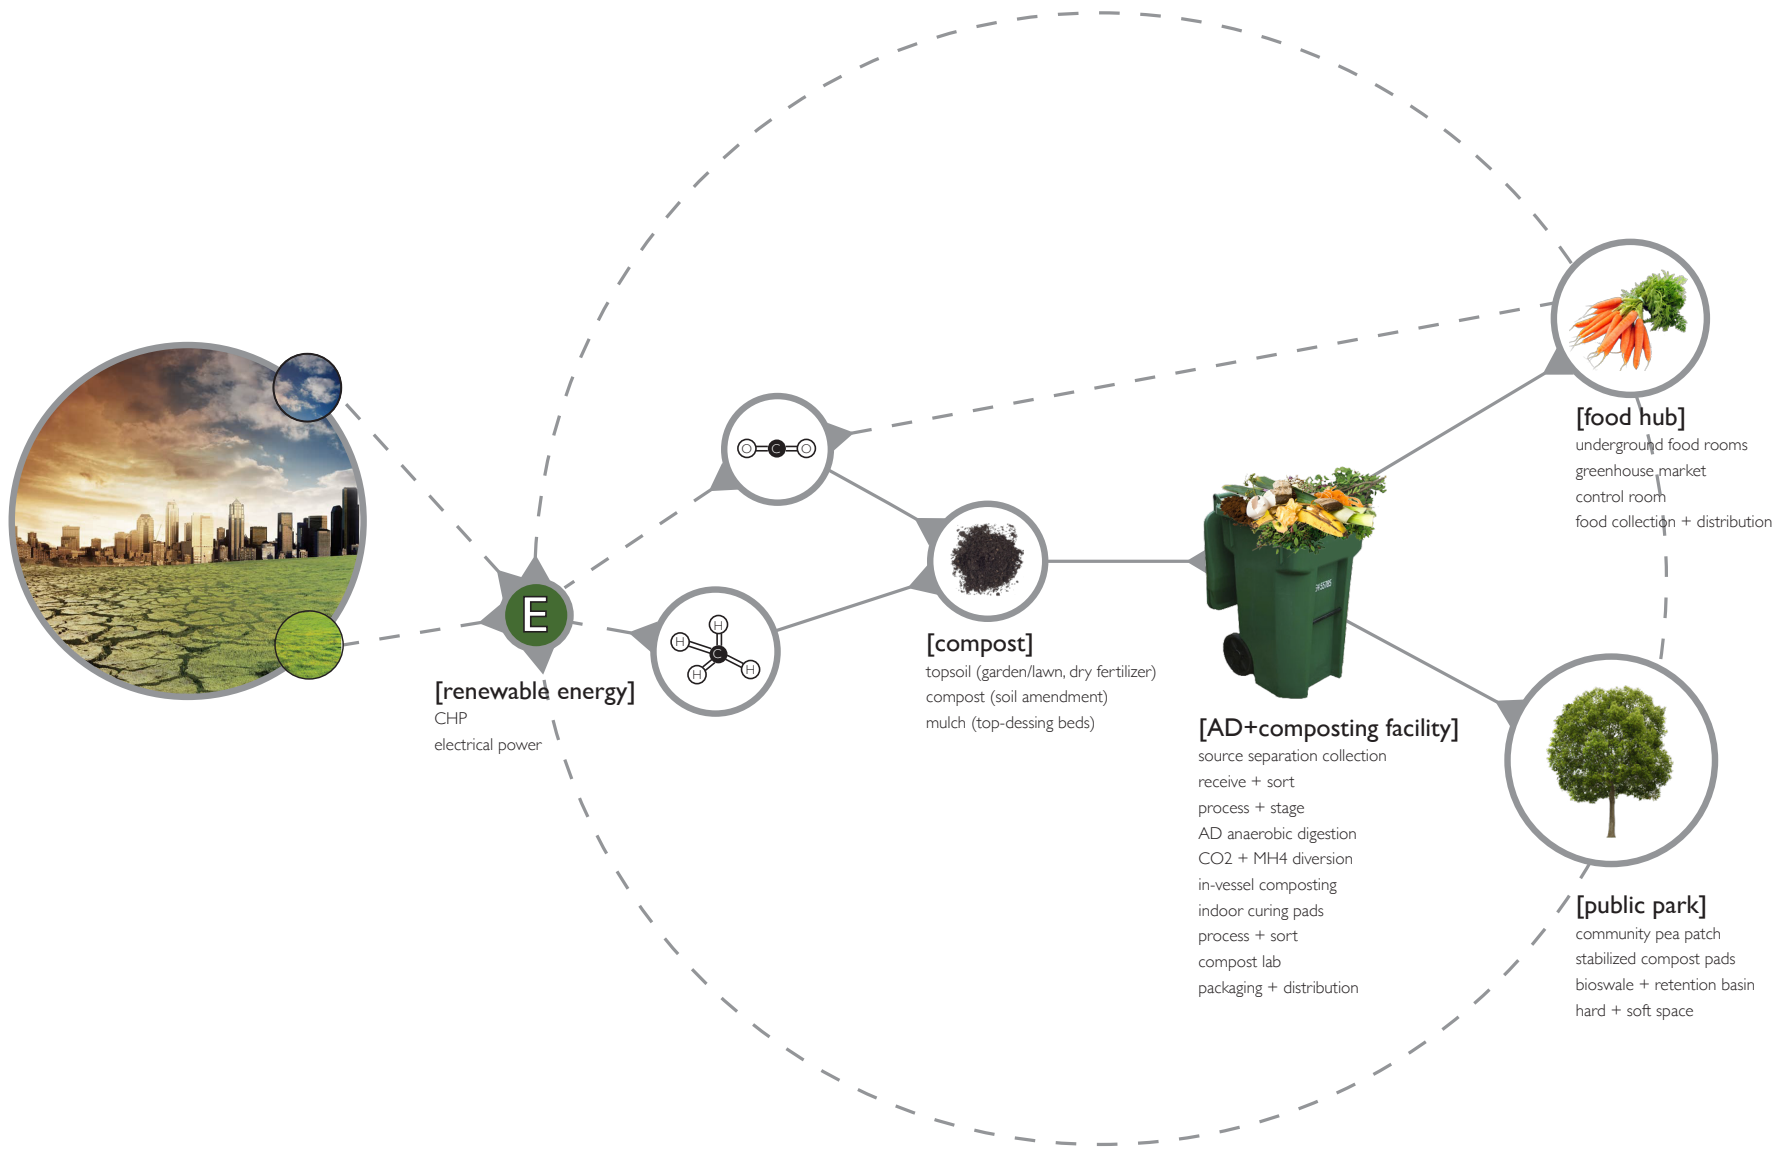 O C O
E
H
H C
H H
[renewable energy]
CHP
electrical power
[compost]
topsoil (garden/lawn, dry fertilizer)
compost (soil amendment)
mulch (top-dessing beds)
[AD+composting facility]
source separation collection
receive + sort
process + stage
AD anaerobic digestion
CO2 + MH4 diversion
in-vessel composting
indoor curing pads
process + sort
compost lab
packaging + distribution
[food hub]
underground food rooms
greenhouse market
control room
food collection + distribution
[public park]
community pea patch
stabilized compost pads
bioswale + retention basin
hard + soft space